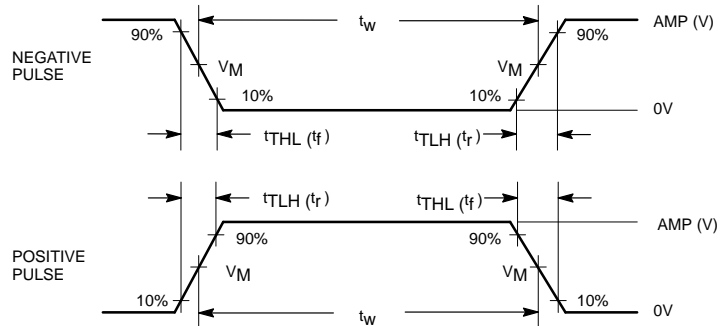 90%
t_W
90%
AMP (V)
NEGATIVE
PULSE
V_M
V_M
10%
10%
0V
t_THL (t_f)
t_TLH (t_r)
t_TLH (t_r)
t_THL (t_f)
AMP (V)
90%
90%
POSITIVE
PULSE
V_M
V_M
10%
t_W
10%
0V